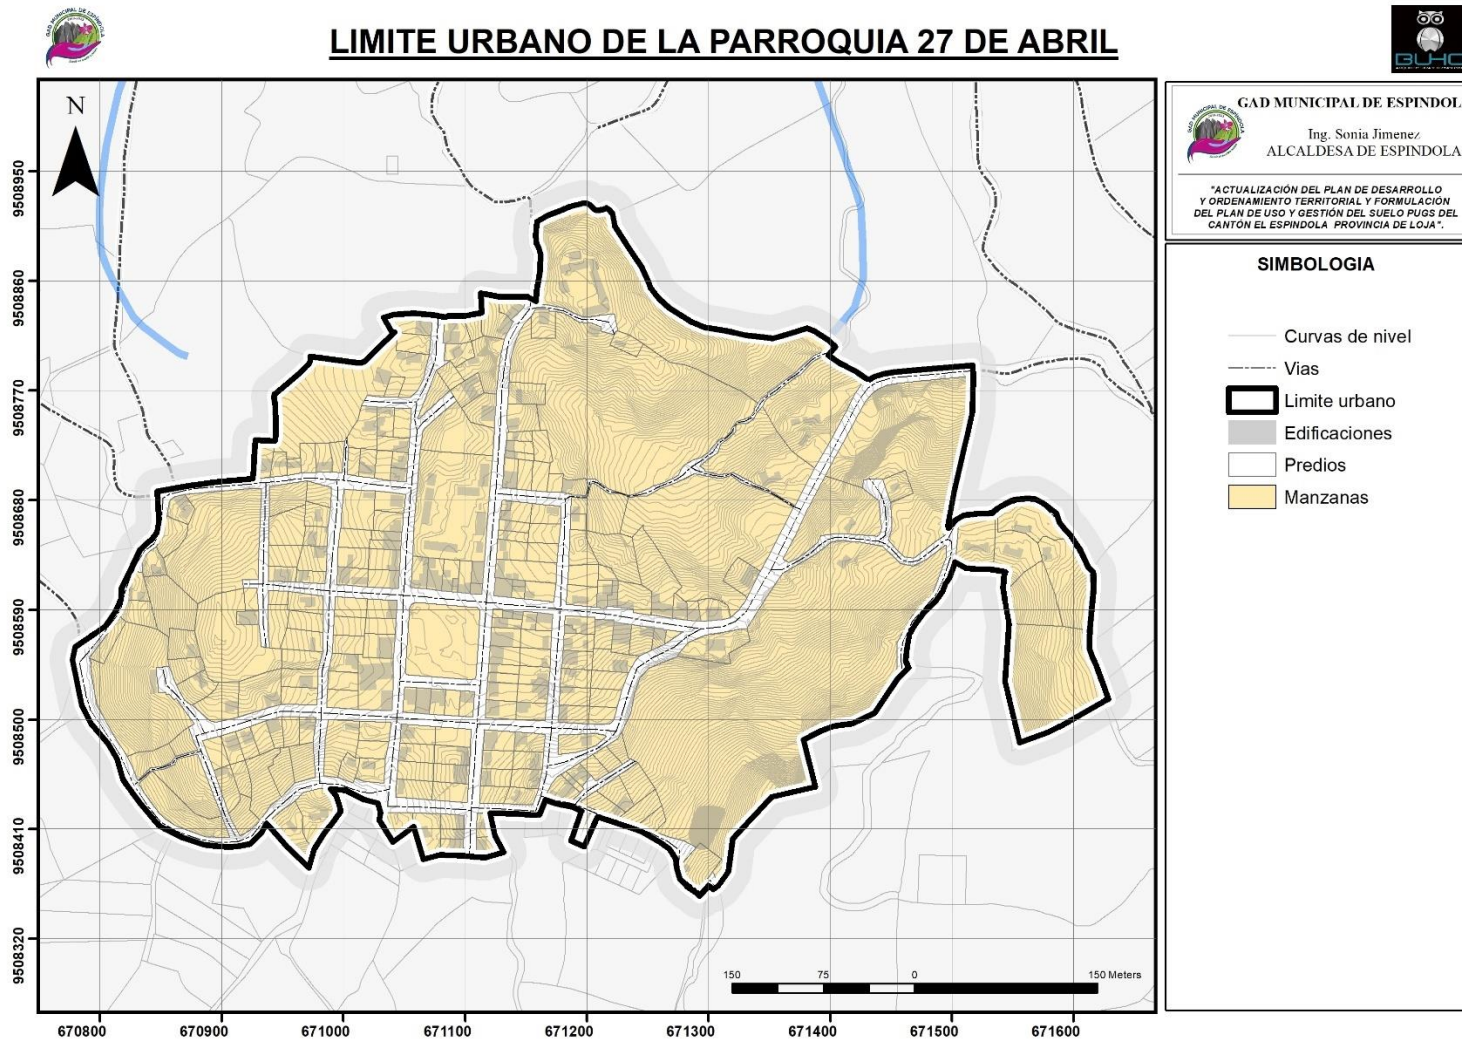 LIMITE URBANO DE LA PARROQUIA 27 DE ABRIL
BUHO
N
GAD MUNICIPAL DE ESPINDOL
Ing. Sonia Jimenez
ALCALDESA DE ESPINDOLA
"ACTUALIZACIÓN DEL PLAN DE DESARROLLO
Y ORDENAMIENTO TERRITORIAL Y FORMULACIÓN
DEL PLAN DE USO Y GESTIÓN DEL SUELO PUGS DEL
CANTÓN EL ESPINDOLA PROVINCIA DE LOJA".
SIMBOLOGIA
Curvas de nivel
Vias
Limite urbano
Edificaciones
Predios
Manzanas
9508950
9508860
9508770
9508680
9508590
9508500
9508410
9508320
150 75 0 150 Meters
670800 670900 671000 671100 671200 671300 671400 671500 671600